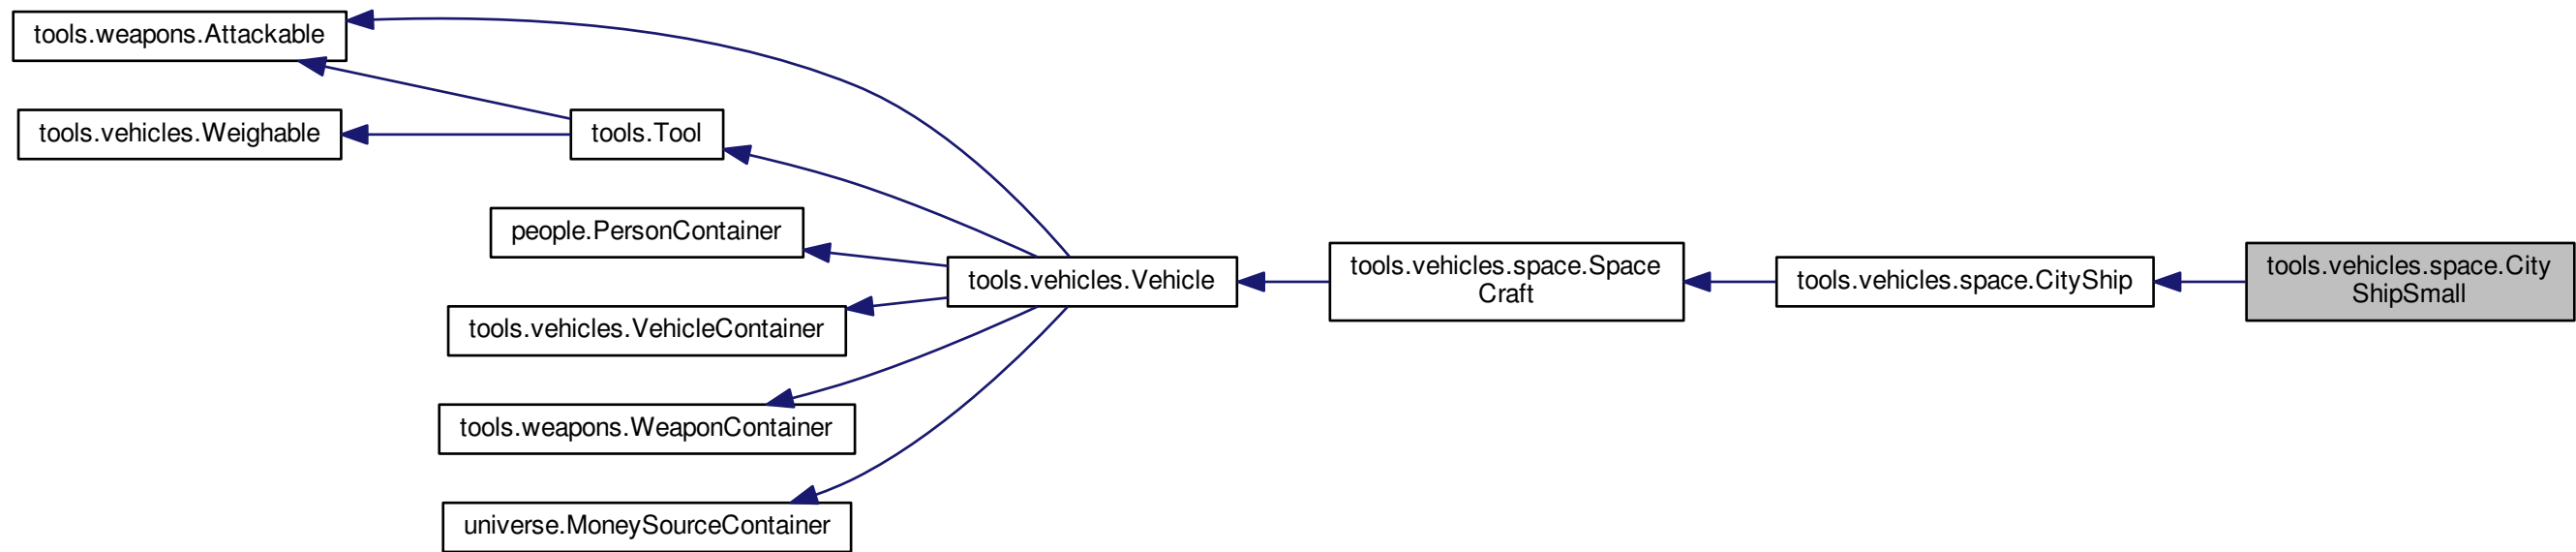 tools.weapons.Attackable
tools.vehicles.Weighable
tools.Tool
people.PersonContainer
tools.vehicles.VehicleContainer
tools.weapons.WeaponContainer
universe.MoneySourceContainer
tools.vehicles.Vehicle
tools.vehicles.space.Space
Craft
tools.vehicles.space.CityShip
tools.vehicles.space.City
ShipSmall